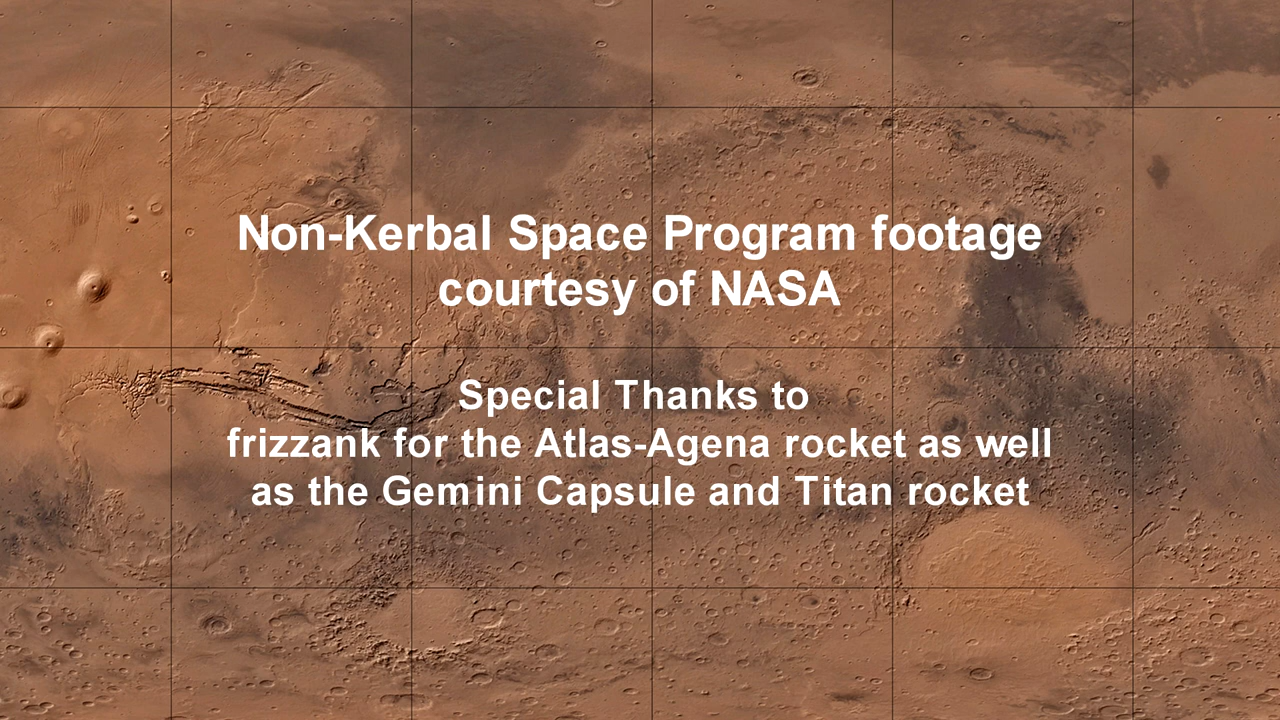 Non-Kerbal Space Program footage
courtesy of NASA
Special Thanks to
frizzank for the Atlas-Agena rocket as well
as the Gemini Capsule and Titan rocket